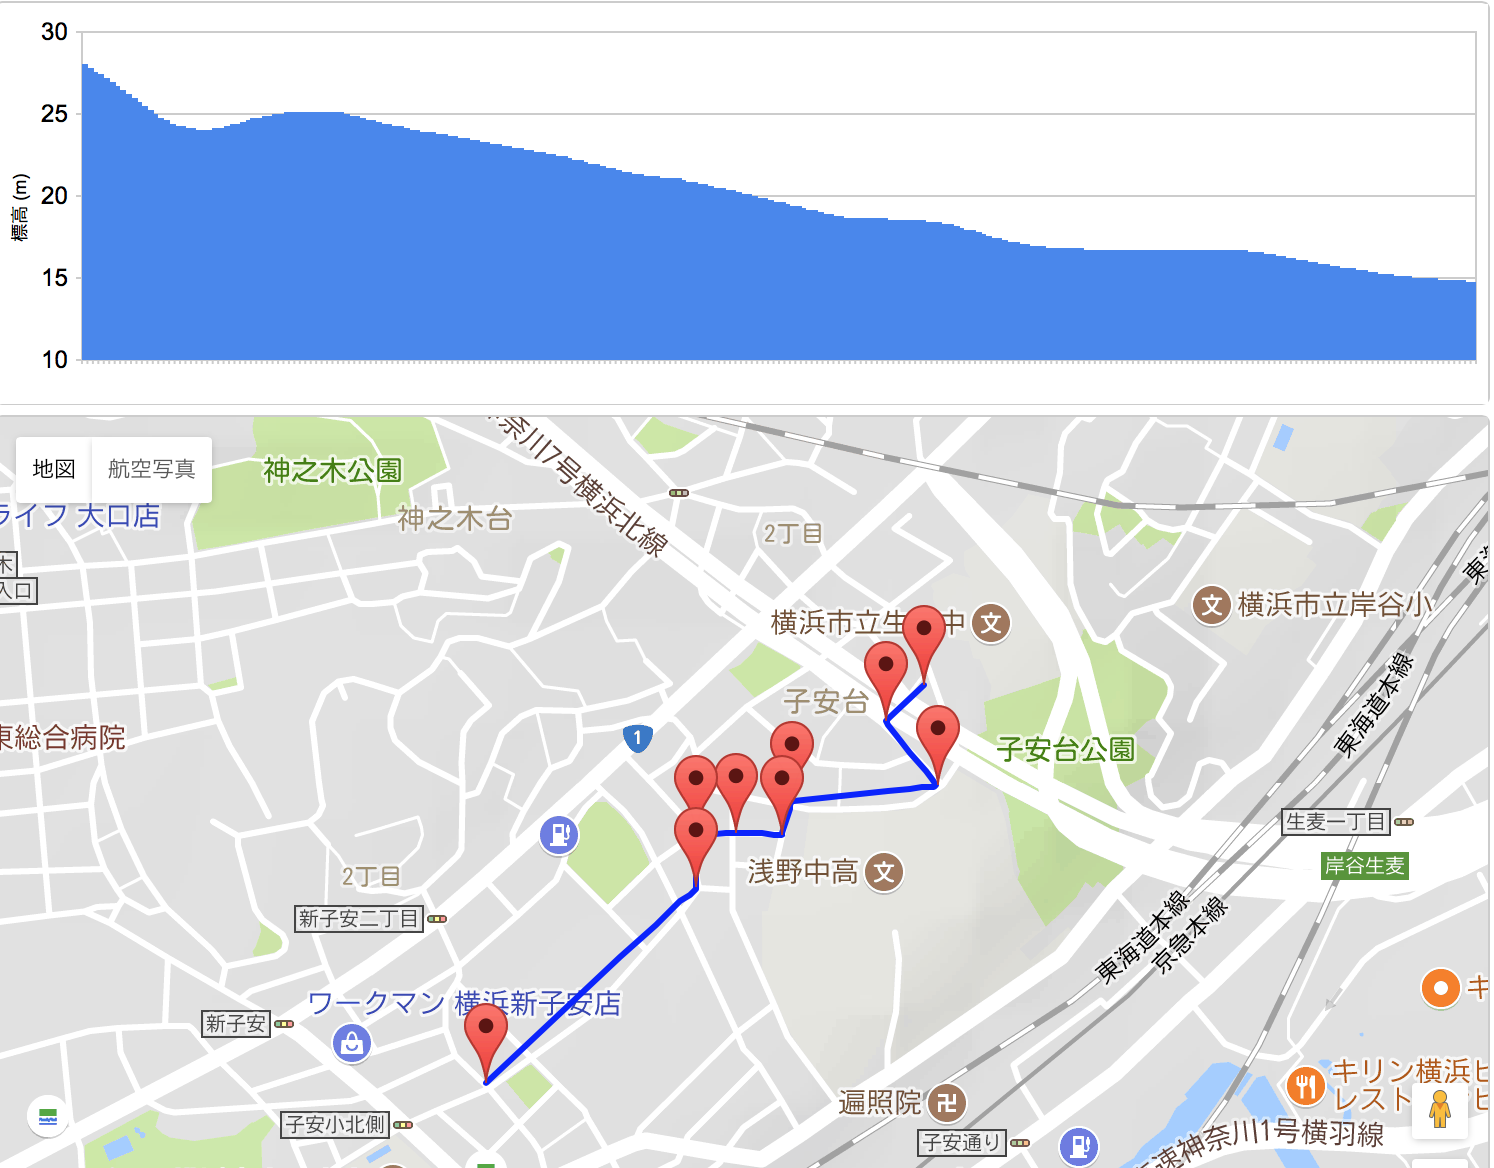 30
25
20
15
10
標高 (m)
地図
航空写真
神之木公園
ライフ 大口店
神之木台
奈川7号横浜北線
2丁目
木
入口
横浜市立生
中
文
文
横浜市立岸谷小
東海道本線
子安台
子安台公園
東総合病院
1
生麦一丁目
岸谷生麦
浅野中高
文
2丁目
新子安二丁目
東海道本線
京急本線
ワークマン 横浜新子安店
新子安
キ
キリン横浜ビ
レスト
子安小北側
遍照院
卍
子安通り
速神奈川1号横羽線